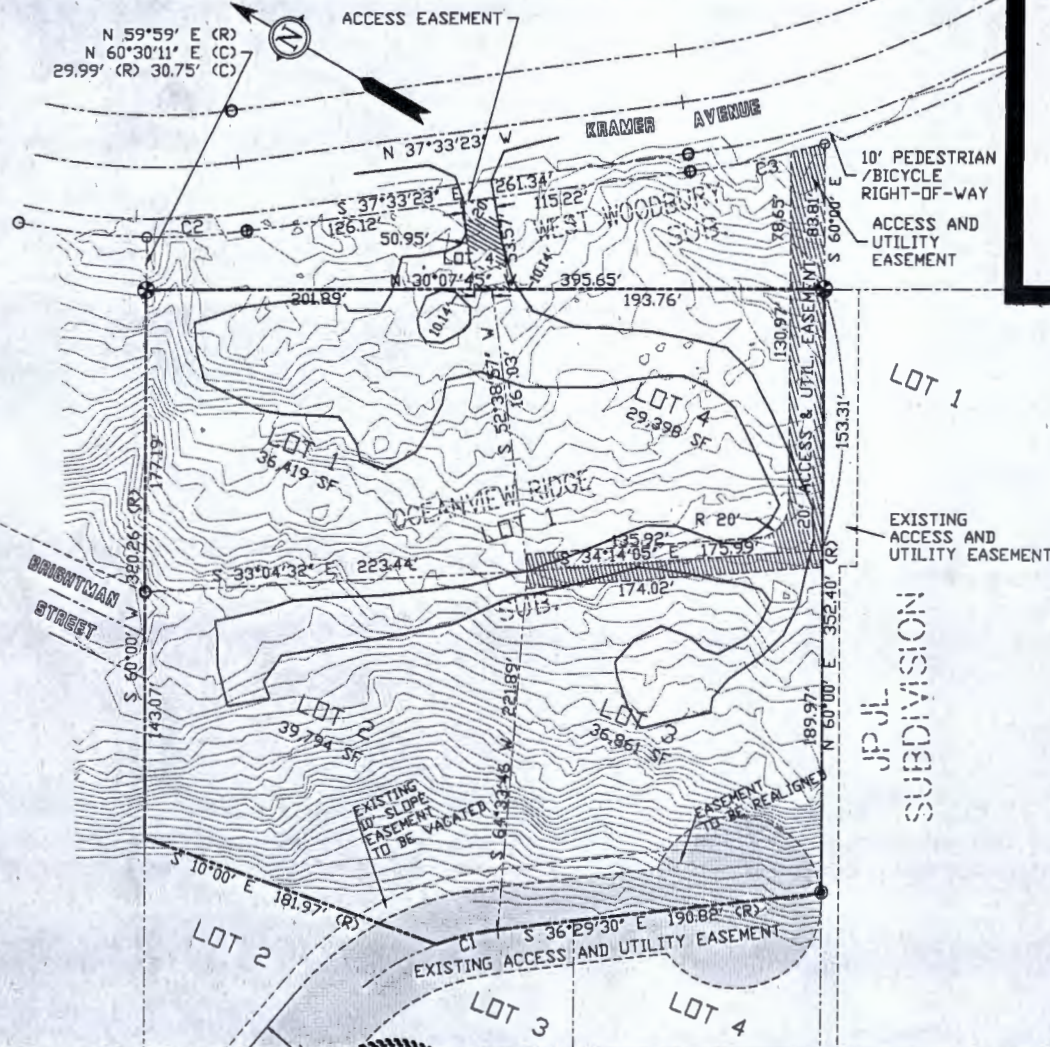 N 59°59' E (R)
N 60°30'11" E (C)
29.99' (R) 30.75' (C)
N
ACCESS EASEMENT
KRAMER AVENUE
N 37°33'23" W
261.34'
S 37°33'23" E
126.12'
115.22'
C2
C3
20'
50.95'
53.57'
WEST WOODBURY
SUB
LOT 4
10.14'
N 30°07'45" W
395.65'
201.89'
193.76'
10.14'
78.65'
83.81'
S 60°00' E
10' PEDESTRIAN
/BICYCLE
RIGHT-OF-WAY
ACCESS AND
UTILITY
EASEMENT
130.97'
20' ACCESS & UTIL. EASEMENT
153.31'
LOT 1
EXISTING
ACCESS AND
UTILITY EASEMENT
S 52°38'57" W
LOT 4
29,398 SF
LOT 1
36,419 SF
177.19'
S 60°00' W 320.26' (R)
OCEANVIEW RIDGE
LOT 1
SUB.
R 20'
135.92'
S 34°14'05" E 175.99'
174.02'
S 33°04'32" E 223.44'
BRIGHTMAN
STREET
143.07'
LOT 2
39,794 SF
LOT 3
36,861 SF
S 64°33'46" W 221.89'
189.97'
N 60°00' E 352.40' (R)
JPJL
SUBDIVISION
EXISTING
10' SLOPE
EASEMENT
TO BE VACATED
EASEMENT
TO BE REALIGNED
S 10°00' E 181.97' (R)
C1
S 36°29'30" E 190.82' (R)
EXISTING ACCESS AND UTILITY EASEMENT
LOT 2
LOT 3
LOT 4